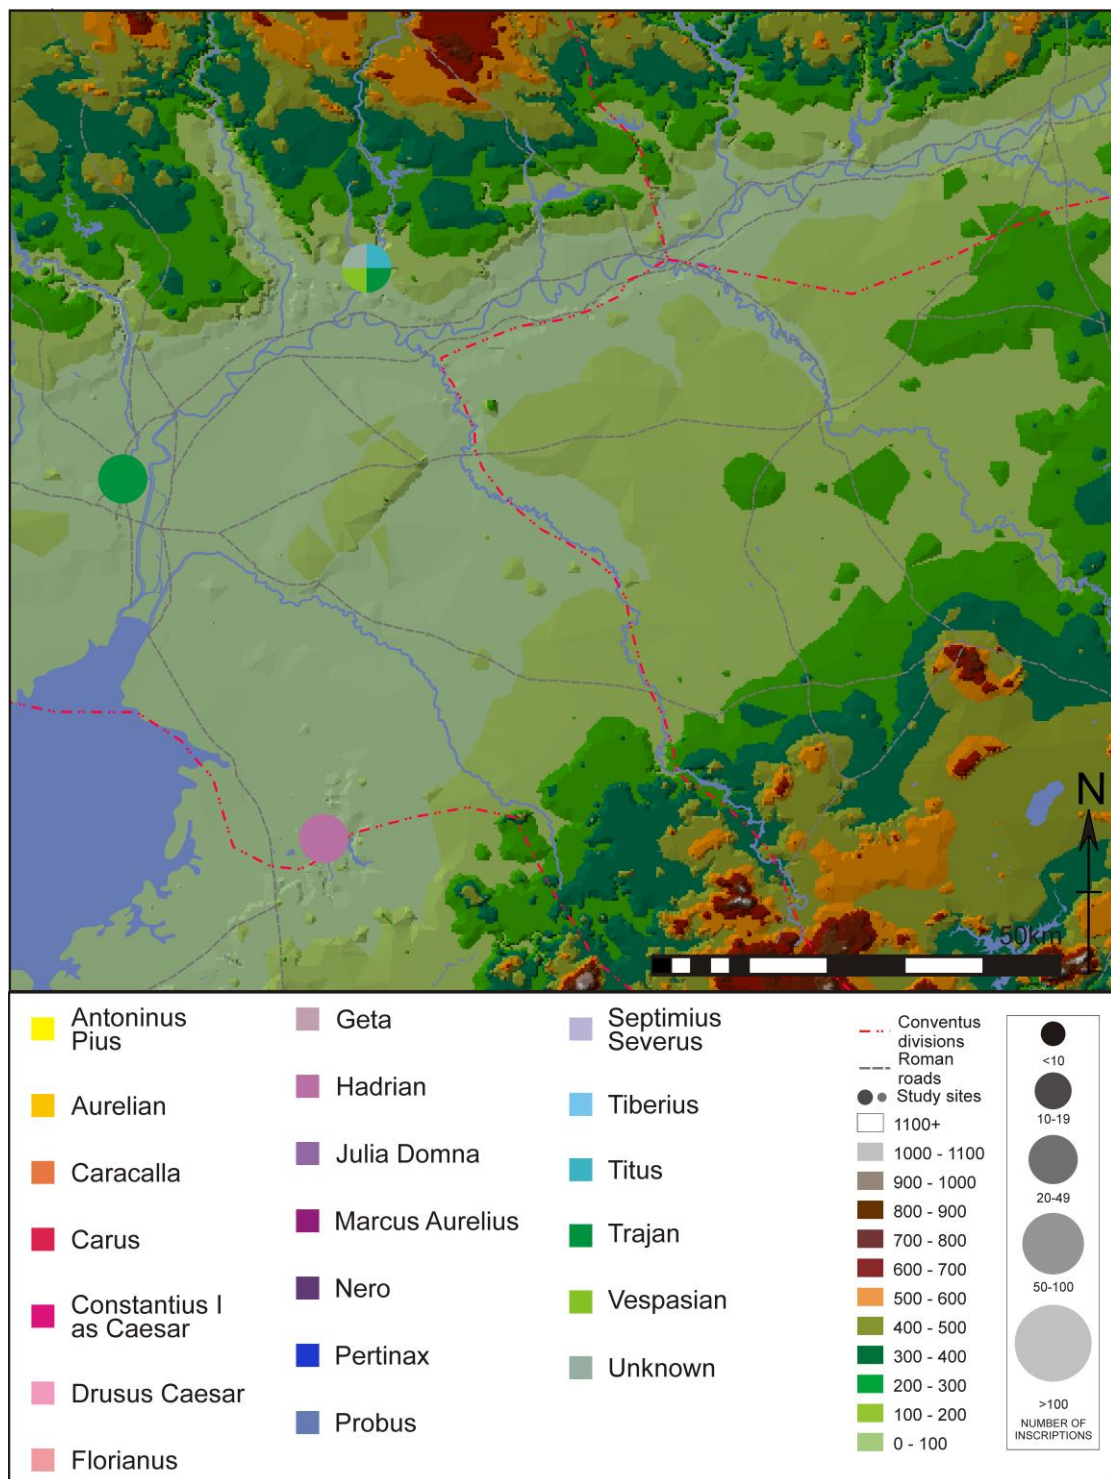 N
50km
Antoninus
Pius
Aurelian
Caracalla
Carus
Constantius I
as Caesar
Drusus Caesar
Florianus
Geta
Hadrian
Julia Domna
Marcus Aurelius
Nero
Pertinax
Probus
Septimius
Severus
Tiberius
Titus
Trajan
Vespasian
Unknown
Conventus
divisions
Roman
roads
Study sites
1100+
1000 - 1100
900 - 1000
800 - 900
700 - 800
600 - 700
500 - 600
400 - 500
300 - 400
200 - 300
100 - 200
0 - 100
<10
10-19
20-49
50-100
>100
NUMBER OF
INSCRIPTIONS